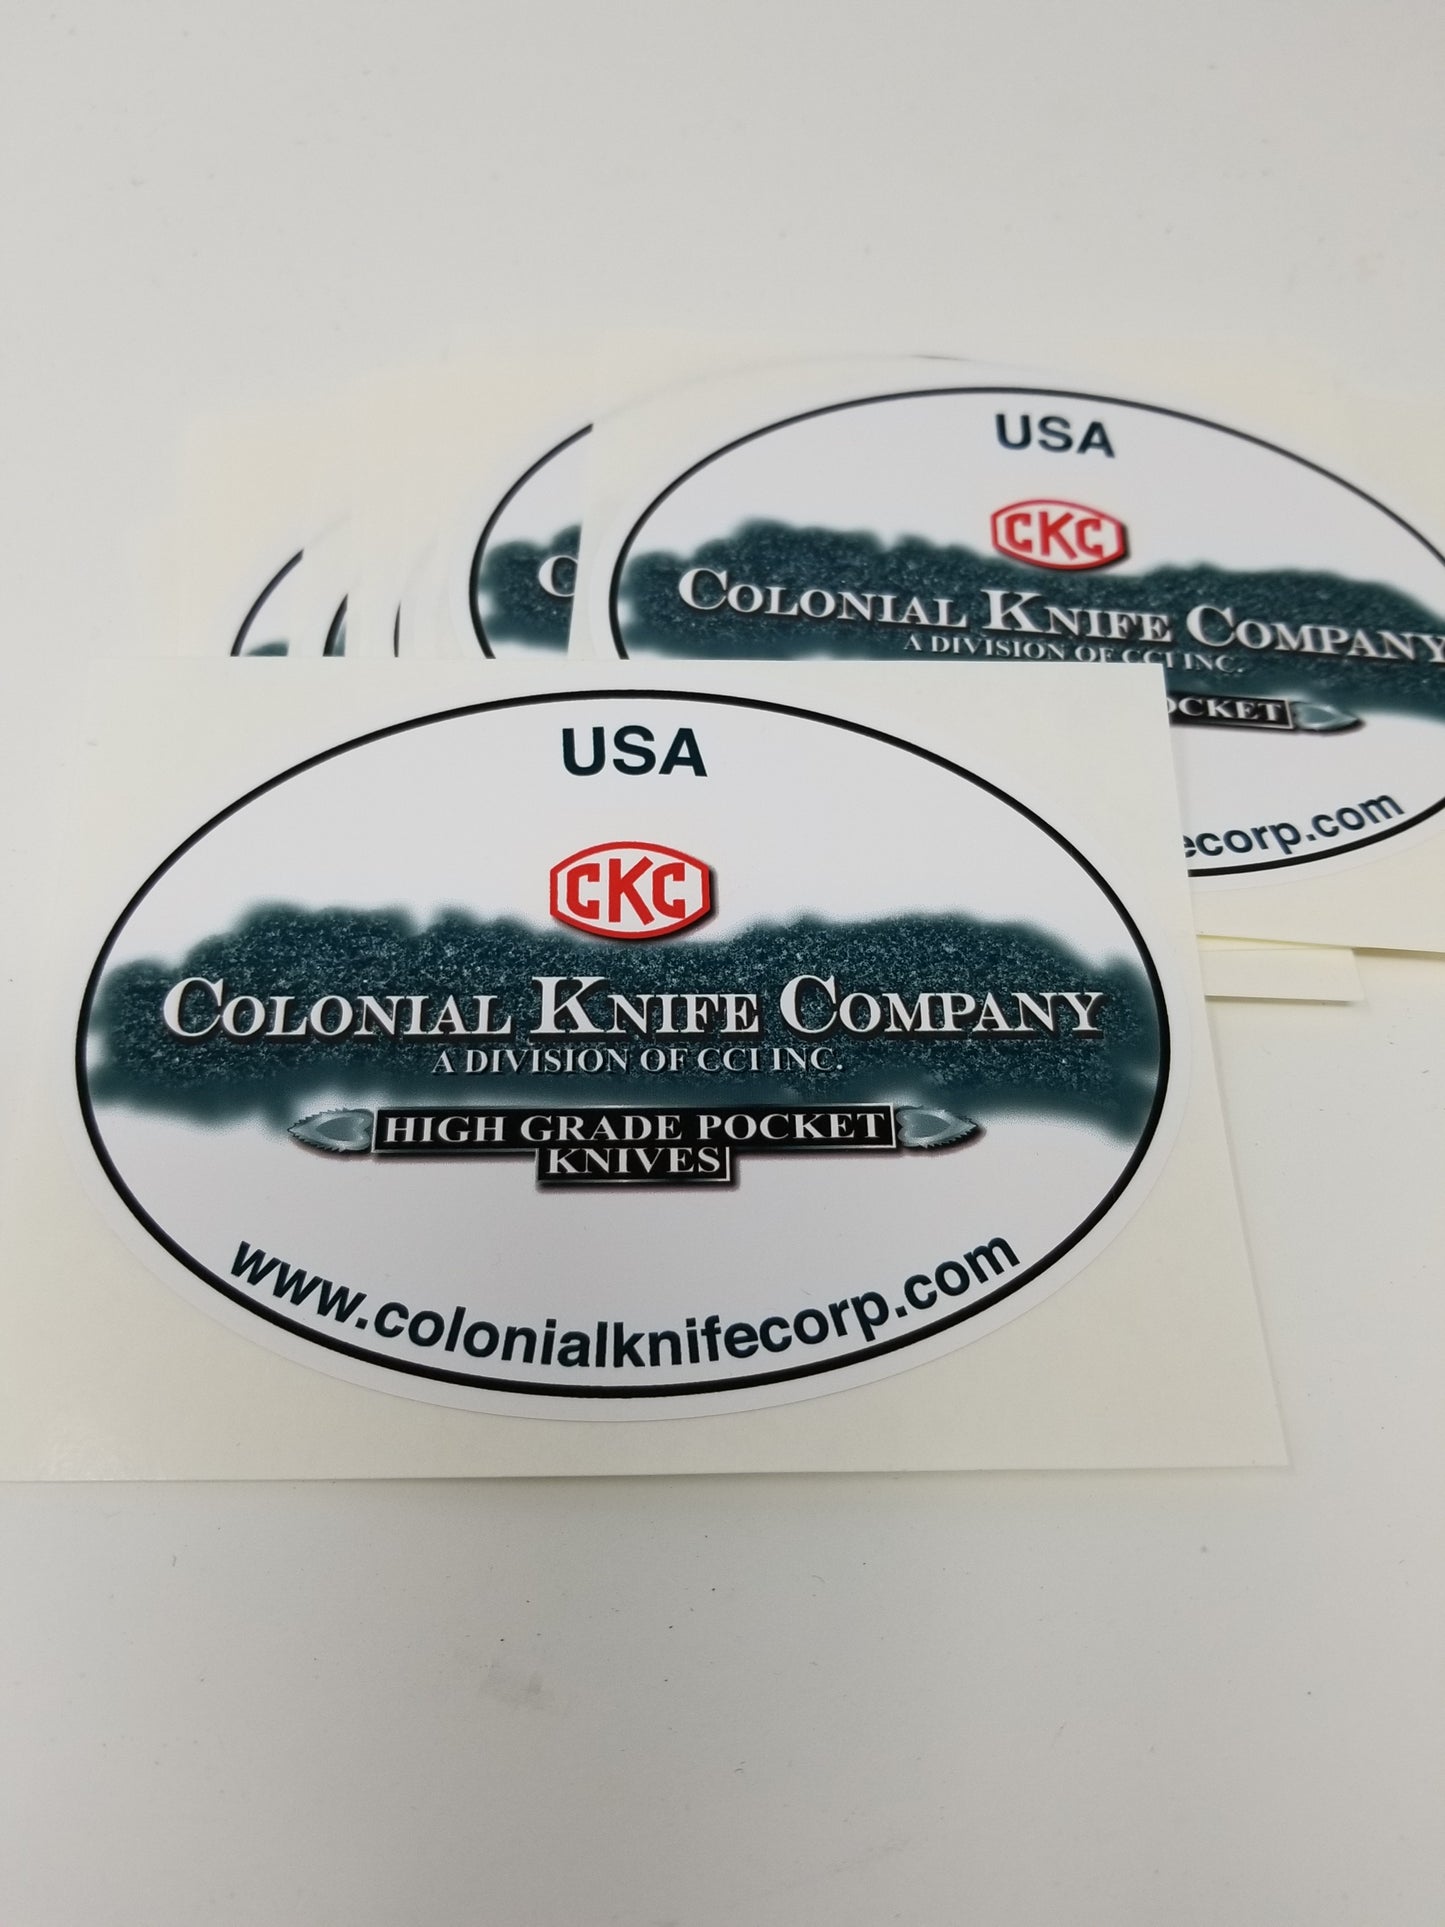 USA
CKC
COLONIAL KNIFE COMPANY
A DIVISION OF CCI INC.
OCKET
ecorp.com
C
USA
CKC
COLONIAL KNIFE COMPANY
A DIVISION OF CCI INC.
HIGH GRADE POCKET
KNIVES
www.colonialknifecorp.com